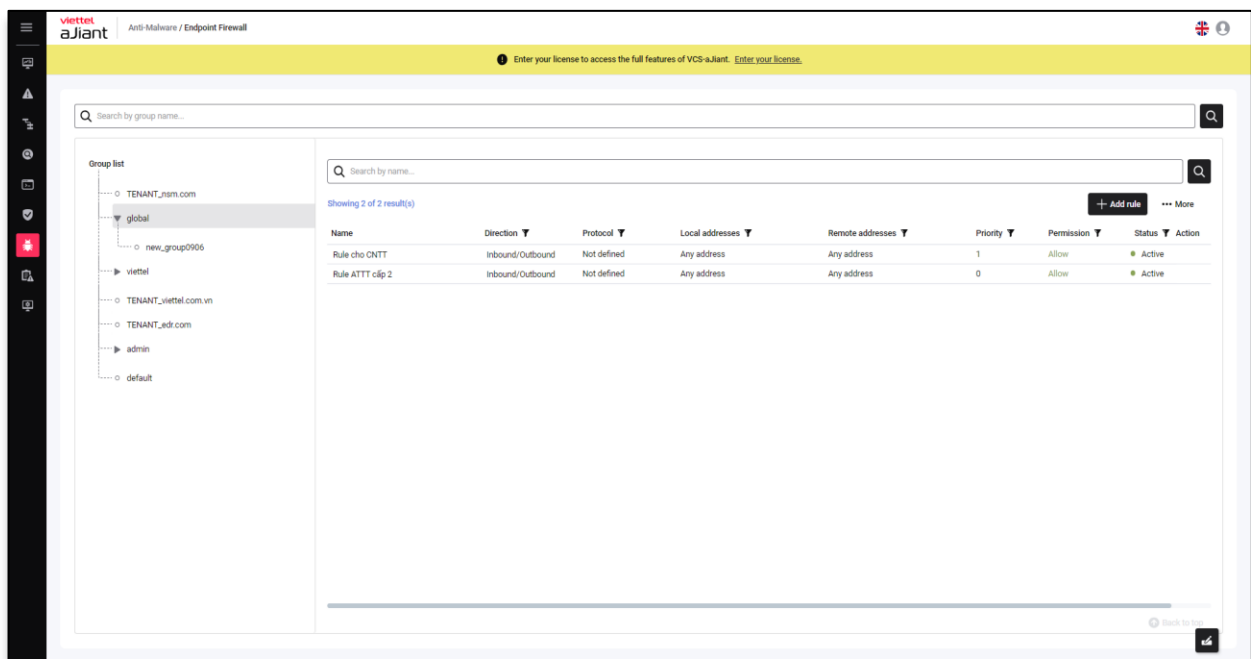 viettel
aJiant
Anti-Malware / Endpoint Firewall
Enter your license to access the full features of VCS-aJiant. Enter your license.
Search by group name...
Group list
TENANT_nsm.com
global
new_group0906
viettel
TENANT_viettel.com.vn
TENANT_edr.com
admin
default
Search by name...
Showing 2 of 2 result(s)
Add rule
More
Name Direction Protocol Local addresses Remote addresses Priority Permission Status Action
Rule cho CNTT Inbound/Outbound Not defined Any address Any address 1 Allow Active
Rule ATTT cấp 2 Inbound/Outbound Not defined Any address Any address 0 Allow Active
Back to top